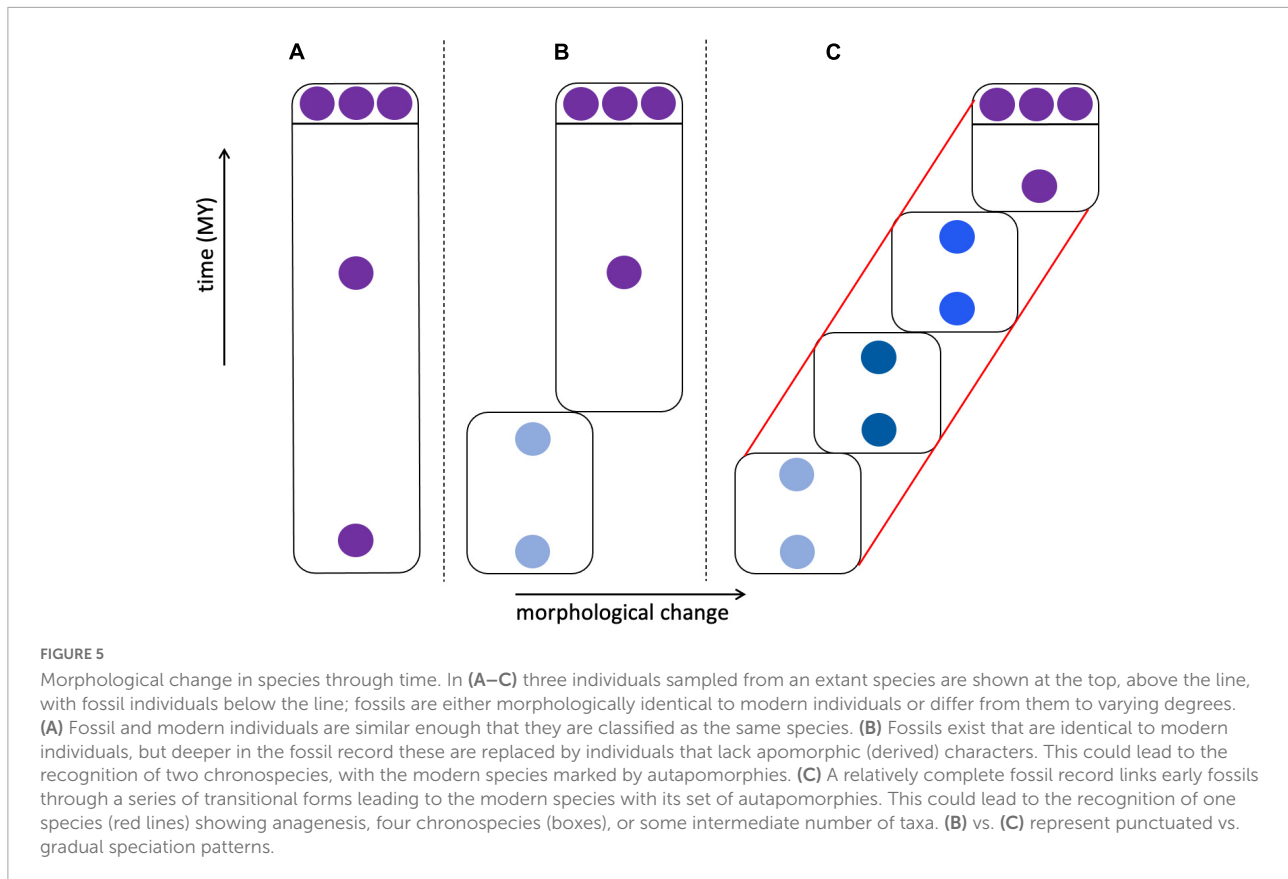 A
B
C
time (MY)
morphological change
FIGURE 5
Morphological change in species through time. In (A–C) three individuals sampled from an extant species are shown at the top, above the line,
with fossil individuals below the line; fossils are either morphologically identical to modern individuals or differ from them to varying degrees.
(A) Fossil and modern individuals are similar enough that they are classified as the same species. (B) Fossils exist that are identical to modern
individuals, but deeper in the fossil record these are replaced by individuals that lack apomorphic (derived) characters. This could lead to the
recognition of two chronospecies, with the modern species marked by autapomorphies. (C) A relatively complete fossil record links early fossils
through a series of transitional forms leading to the modern species with its set of autapomorphies. This could lead to the recognition of one
species (red lines) showing anagenesis, four chronospecies (boxes), or some intermediate number of taxa. (B) vs. (C) represent punctuated vs.
gradual speciation patterns.